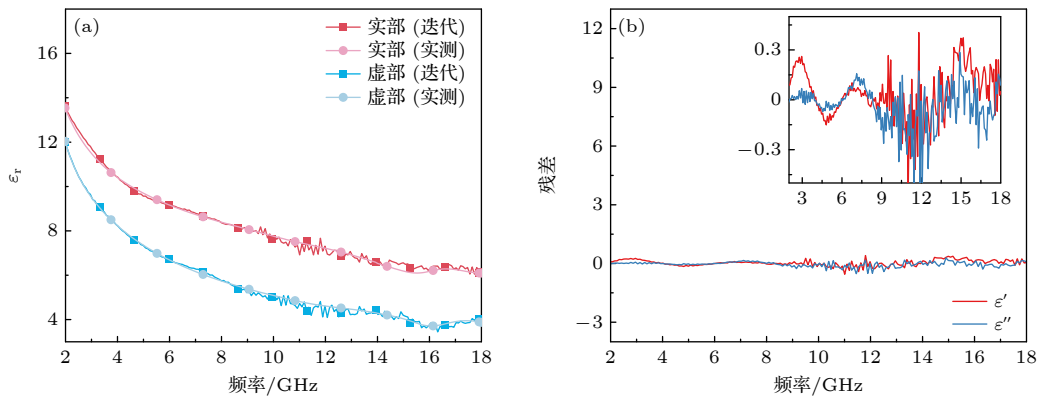 (a)
实部 (迭代)
实部 (实测)
虚部 (迭代)
虚部 (实测)
16
12
8
4
εr
2 4 6 8 10 12 14 16 18
频率/GHz
(b)
12
9
6
3
0
−3
残差
0.3
0
−0.3
3 6 9 12 15 18
ε′
ε′′
2 4 6 8 10 12 14 16 18
频率/GHz